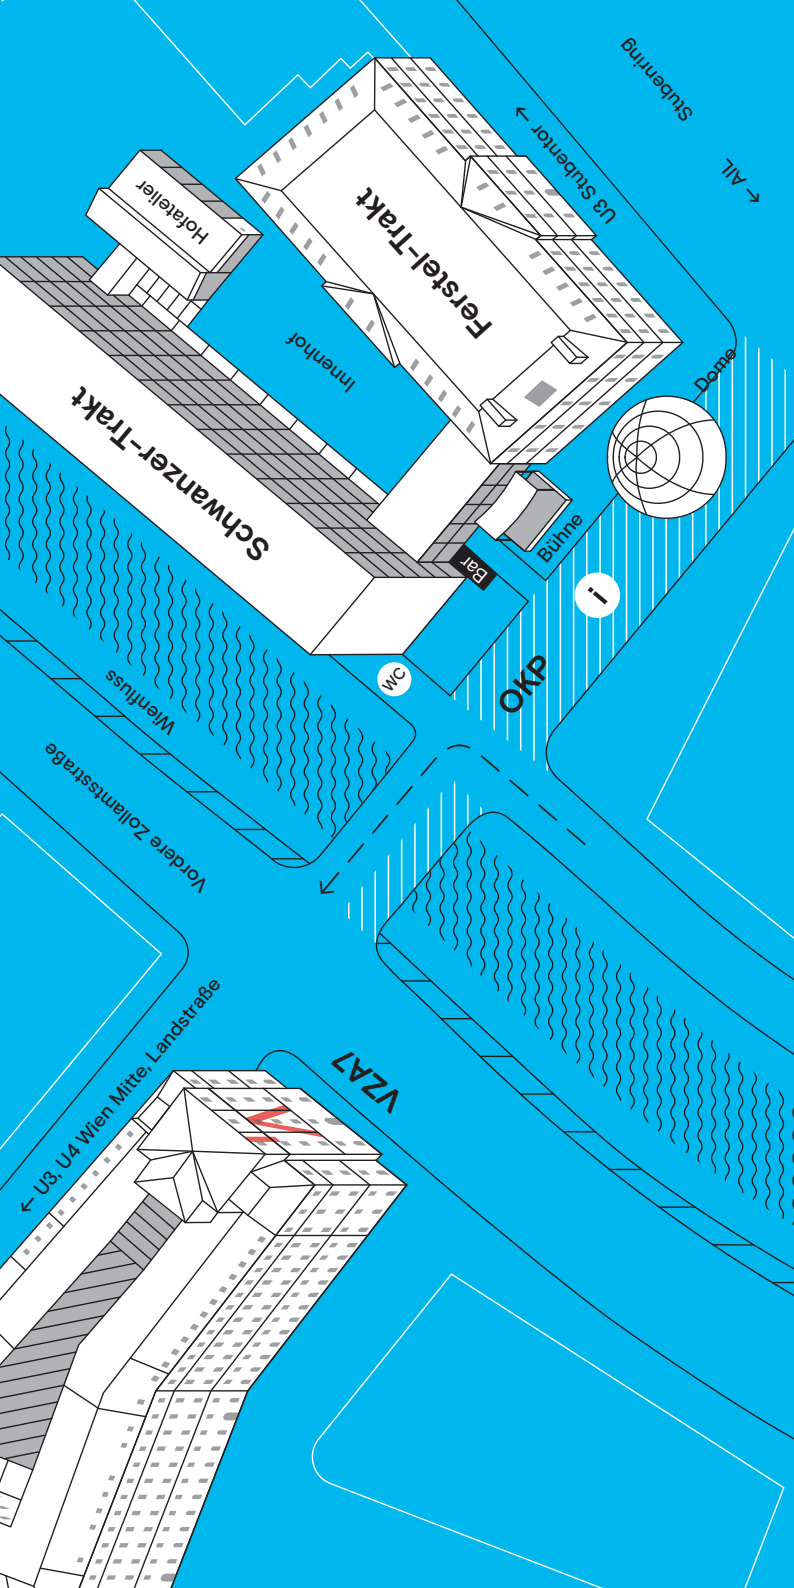 Stubenring
← AIL
U3 Stubentor →
Ferstel-Trakt
Hofatelier
Innenhof
Schwanzer-Trakt
Dome
Bühne
Bar
i
WC
OKP
Wienfluss
Vordere Zollamtsstraße
← U3, U4 Wien Mitte, Landstraße
VZA7